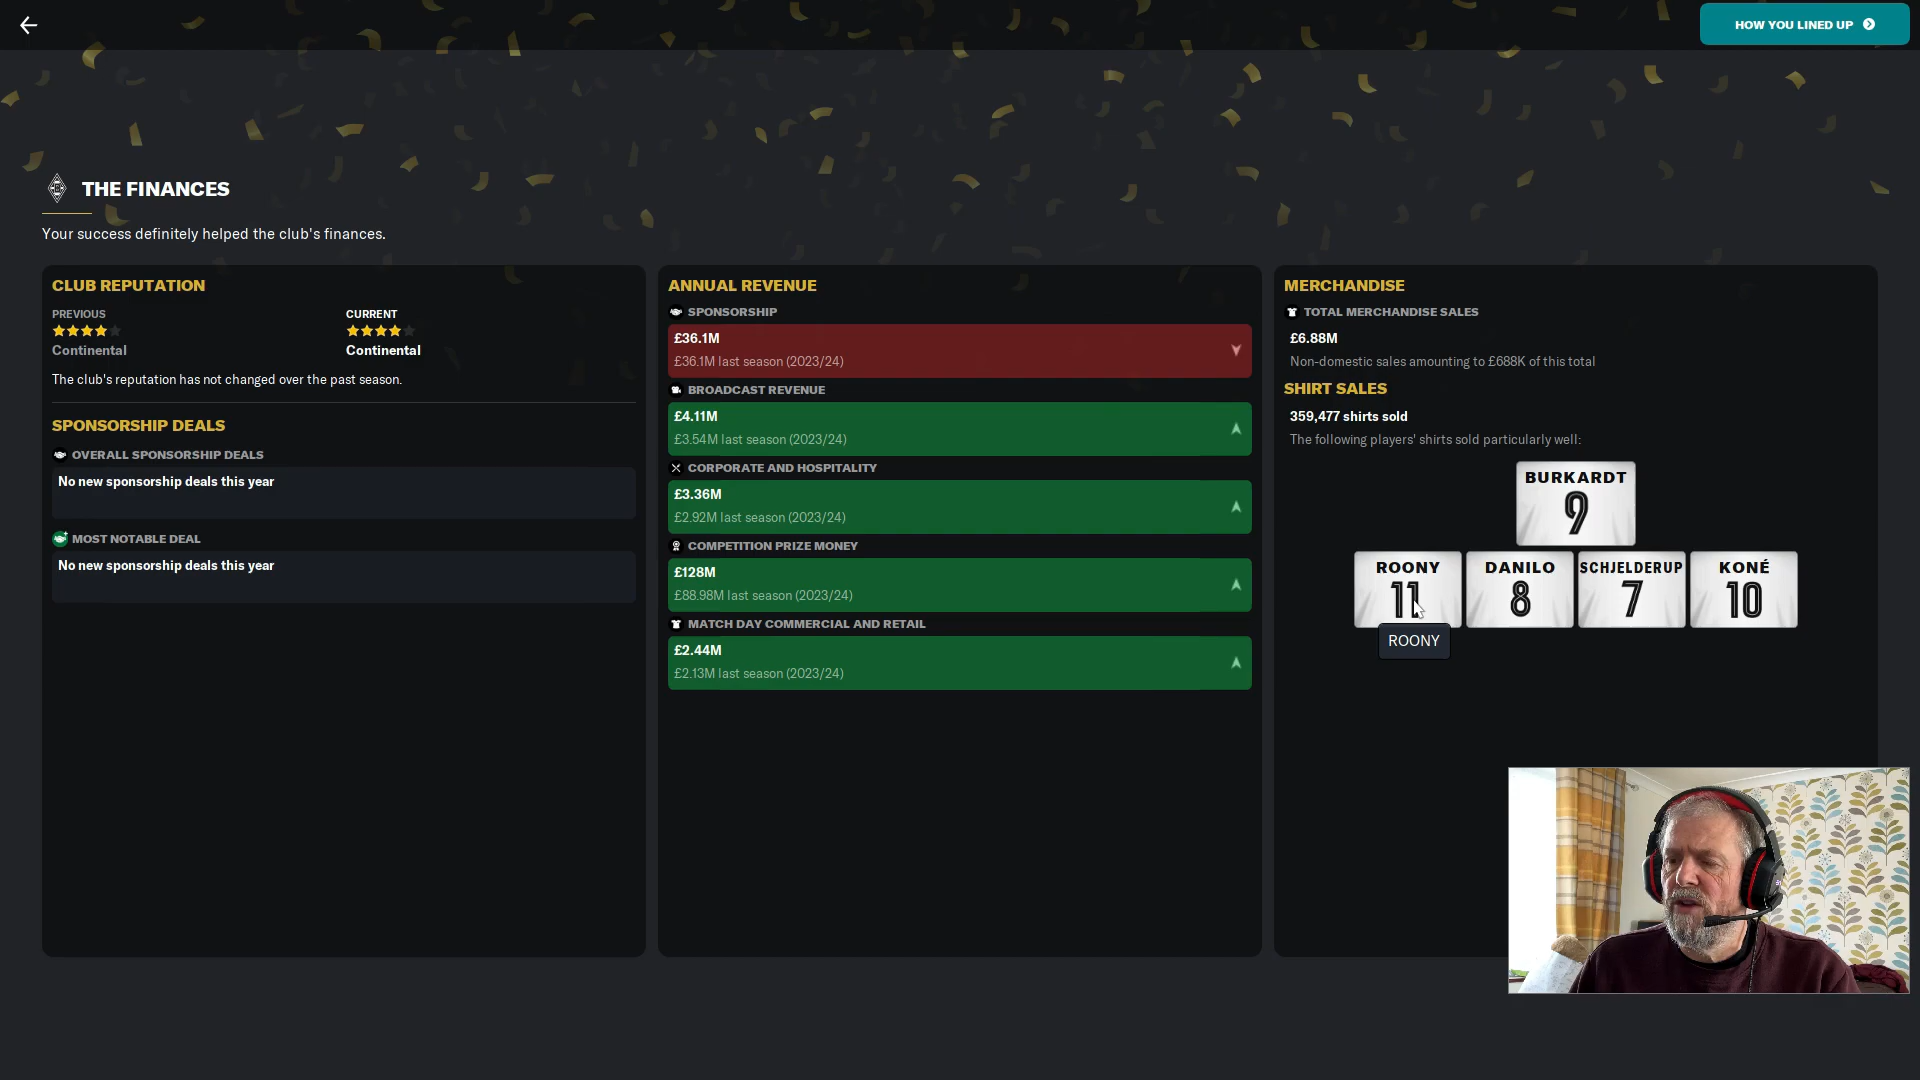 HOW YOU LINED UP
THE FINANCES
Your success definitely helped the club's finances.
CLUB REPUTATION
PREVIOUS
CURRENT
Continental
Continental
The club's reputation has not changed over the past season.
SPONSORSHIP DEALS
OVERALL SPONSORSHIP DEALS
No new sponsorship deals this year
MOST NOTABLE DEAL
No new sponsorship deals this year
ANNUAL REVENUE
SPONSORSHIP
£36.1M
£36.1M last season (2023/24)
BROADCAST REVENUE
£4.11M
£3.54M last season (2023/24)
CORPORATE AND HOSPITALITY
£3.36M
£2.92M last season (2023/24)
COMPETITION PRIZE MONEY
£128M
£88.98M last season (2023/24)
MATCH DAY COMMERCIAL AND RETAIL
£2.44M
£2.13M last season (2023/24)
MERCHANDISE
TOTAL MERCHANDISE SALES
£6.88M
Non-domestic sales amounting to £688K of this total
SHIRT SALES
359,477 shirts sold
The following players' shirts sold particularly well:
BURKARDT
9
ROONY
11
DANILO
8
SCHJELDERUP
7
KONÉ
10
ROONY